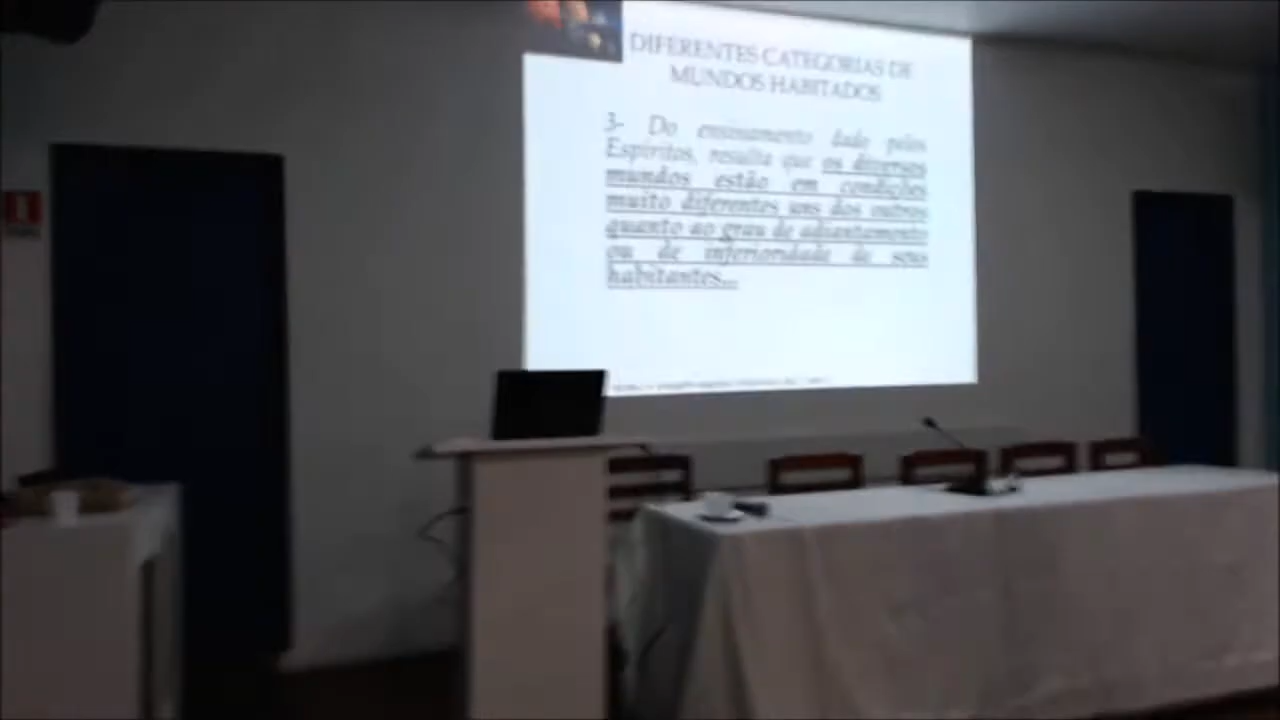 DIFERENTES CATEGORIAS DE
MUNDOS HABITADOS
3- Do ensinamento dado pelos
Espíritos, resulta que os diversos
mundos estão em condições
muito diferentes uns dos outros
quanto ao grau de adiantamento
ou de inferioridade de seus
habitantes...